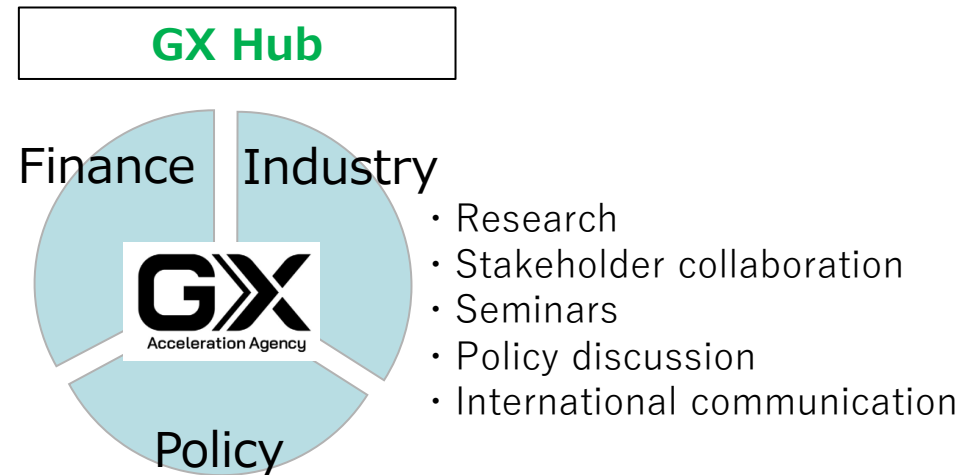 GX Hub
Finance
Industry
GX
Acceleration Agency
Policy
・Research
・Stakeholder collaboration
・Seminars
・Policy discussion
・International communication